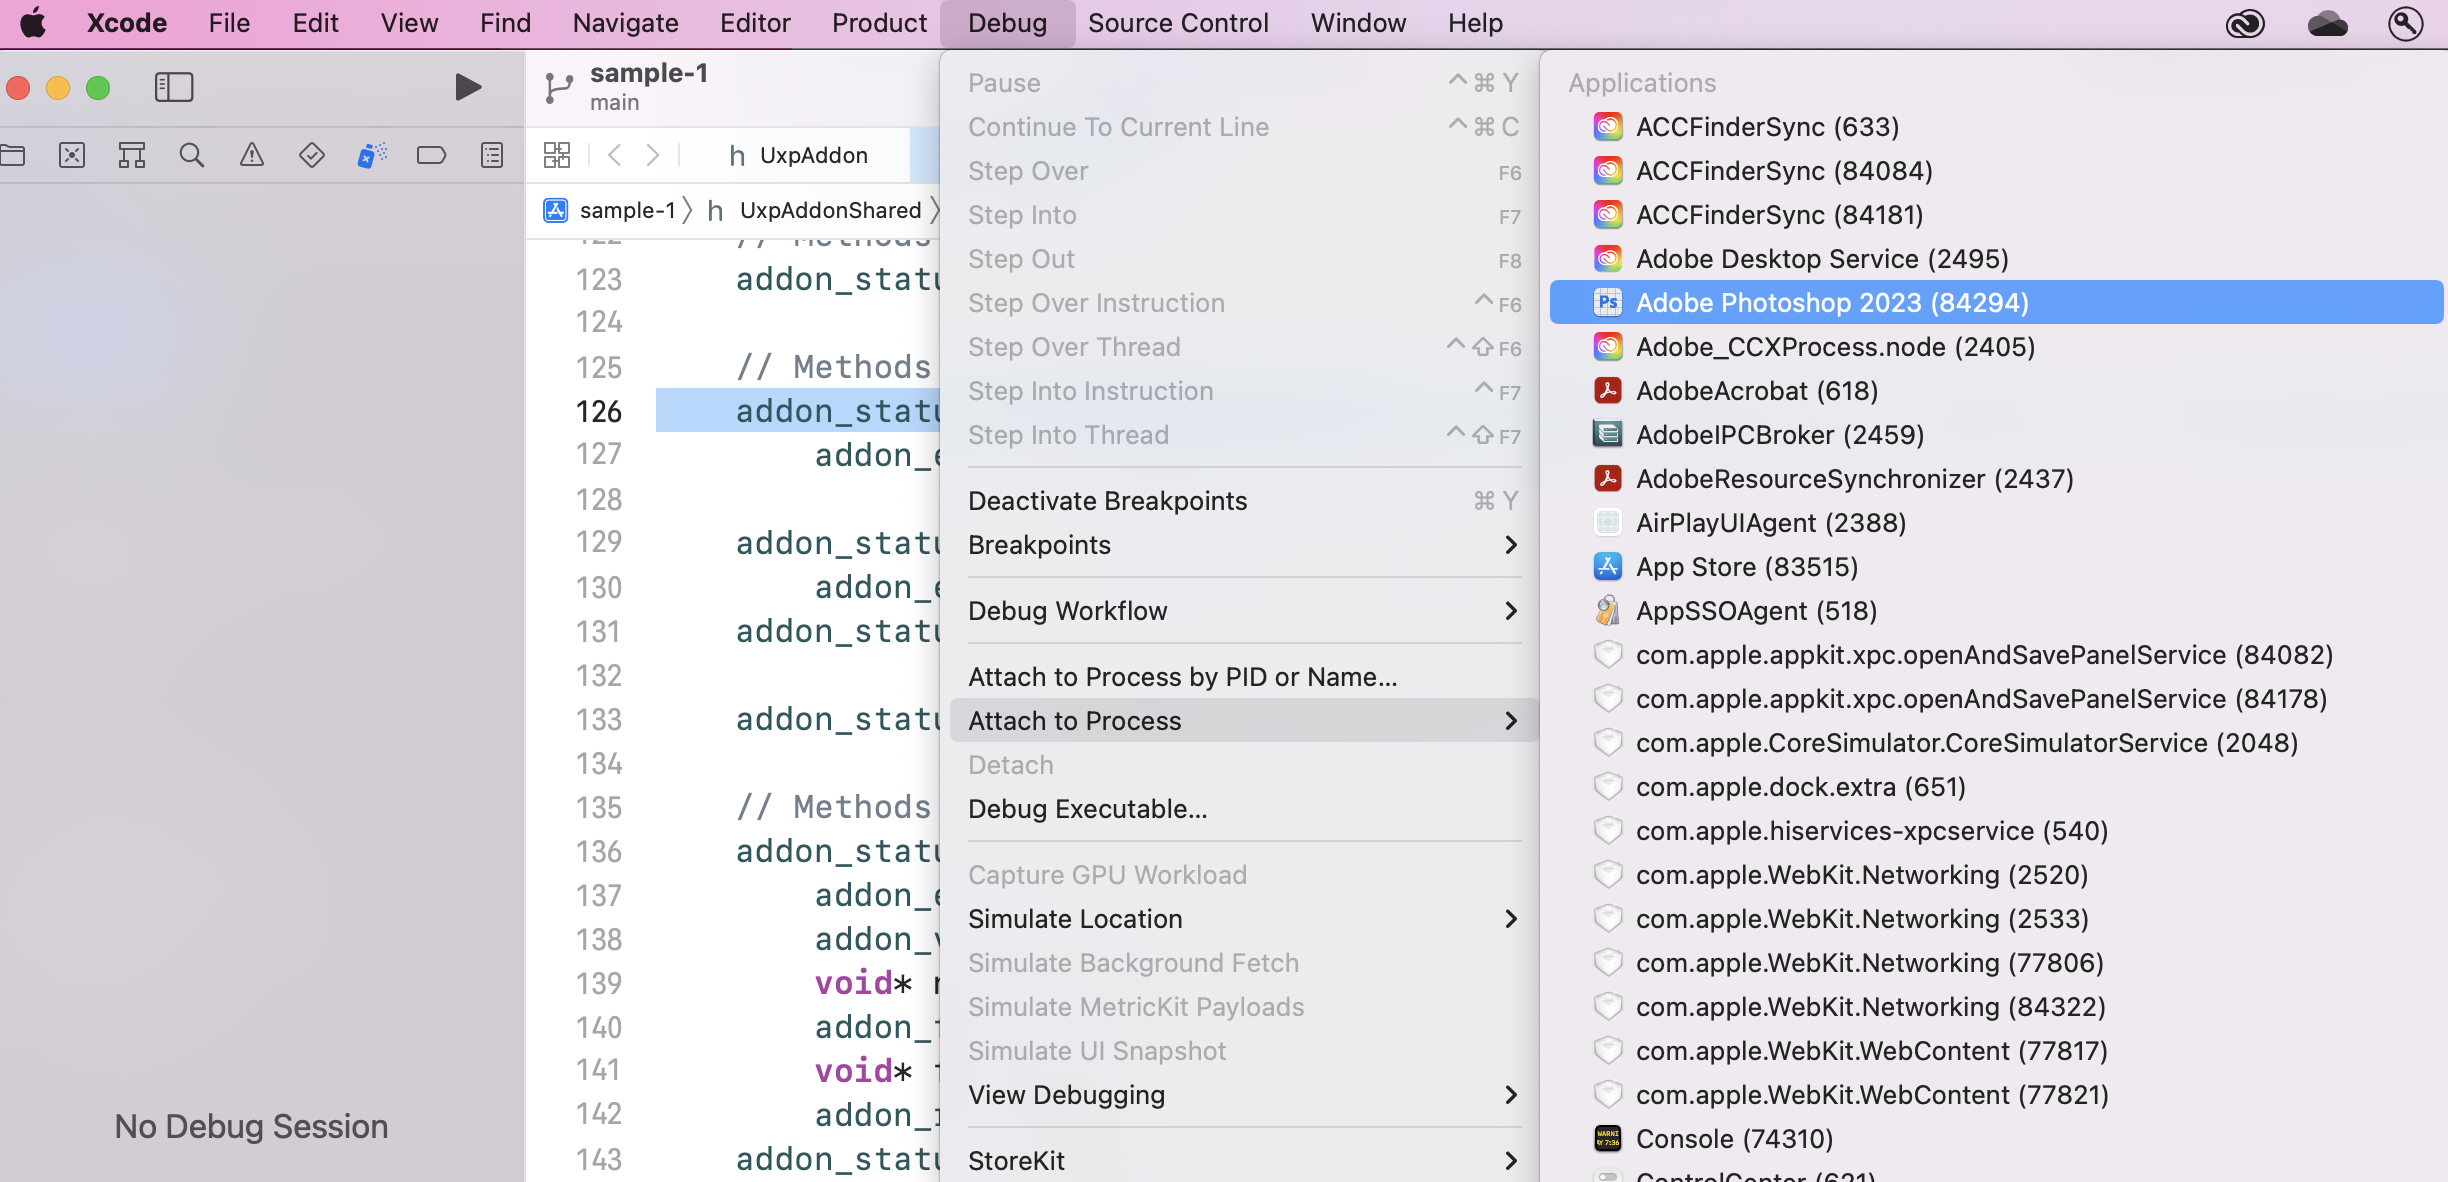 Xcode File Edit View Find Navigate Editor Product Debug Source Control Window Help
sample-1
main
h UxpAddon
sample-1 h UxpAddonShared
122 // Methods
123 addon_statu
124
125 // Methods
126 addon_statu
127 addon_e
128
129 addon_statu
130 addon_e
131 addon_statu
132
133 addon_statu
134
135 // Methods
136 addon_statu
137 addon_e
138 addon_v
139 void* r
140 addon_f
141 void* f
142 addon_i
143 addon_statu
No Debug Session
Pause ^⌘Y
Continue To Current Line ^⌘C
Step Over F6
Step Into F7
Step Out F8
Step Over Instruction ^F6
Step Over Thread ^⇧F6
Step Into Instruction ^F7
Step Into Thread ^⇧F7
Deactivate Breakpoints ⌘Y
Breakpoints
Debug Workflow
Attach to Process by PID or Name...
Attach to Process
Detach
Debug Executable...
Capture GPU Workload
Simulate Location
Simulate Background Fetch
Simulate MetricKit Payloads
Simulate UI Snapshot
View Debugging
StoreKit
Applications
ACCFinderSync (633)
ACCFinderSync (84084)
ACCFinderSync (84181)
Adobe Desktop Service (2495)
Ps Adobe Photoshop 2023 (84294)
Adobe_CCXProcess.node (2405)
AdobeAcrobat (618)
AdobeIPCBroker (2459)
AdobeResourceSynchronizer (2437)
AirPlayUIAgent (2388)
App Store (83515)
AppSSOAgent (518)
com.apple.appkit.xpc.openAndSavePanelService (84082)
com.apple.appkit.xpc.openAndSavePanelService (84178)
com.apple.CoreSimulator.CoreSimulatorService (2048)
com.apple.dock.extra (651)
com.apple.hiservices-xpcservice (540)
com.apple.WebKit.Networking (2520)
com.apple.WebKit.Networking (2533)
com.apple.WebKit.Networking (77806)
com.apple.WebKit.Networking (84322)
com.apple.WebKit.WebContent (77817)
com.apple.WebKit.WebContent (77821)
Console (74310)
ControlCenter (621)